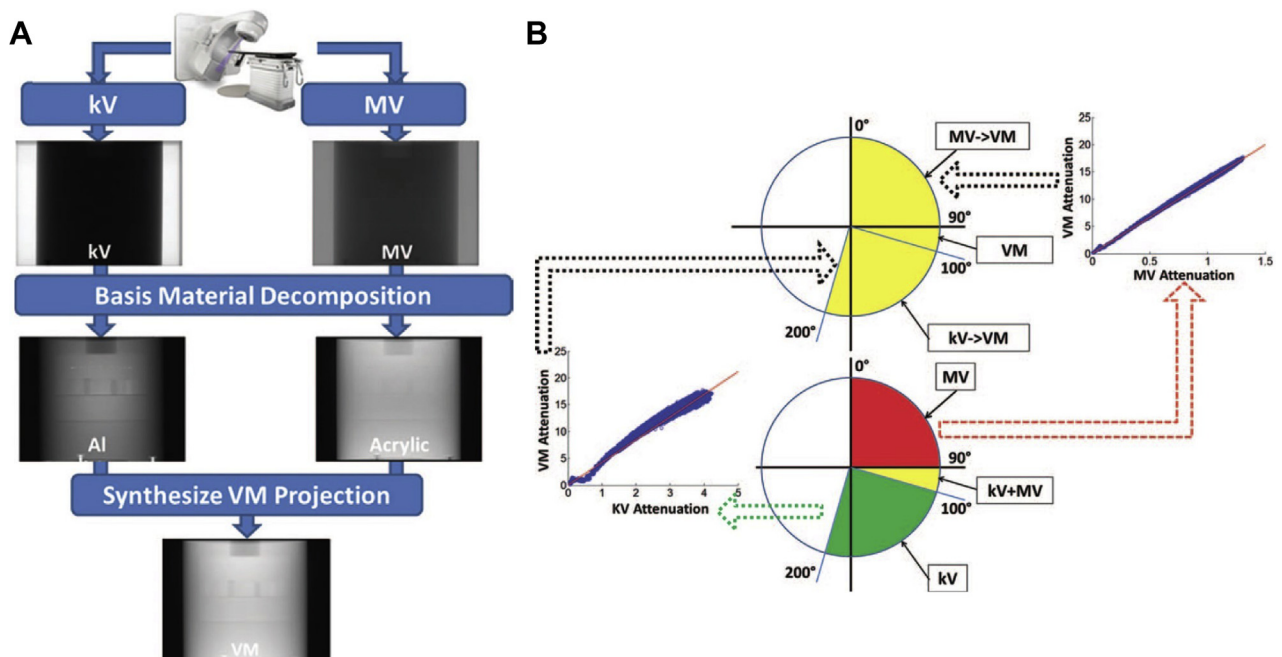 A
kV
MV
kV
MV
Basis Material Decomposition
Al
Acrylic
Synthesize VM Projection
VM
B
0°
MV->VM
90°
VM
100°
kV->VM
200°
25
20
15
10
5
0
VM Attenuation
0
0.5
1
1.5
MV Attenuation
25
20
15
10
5
0
VM Attenuation
0
1
2
3
4
5
KV Attenuation
0°
MV
90°
kV+MV
100°
kV
200°